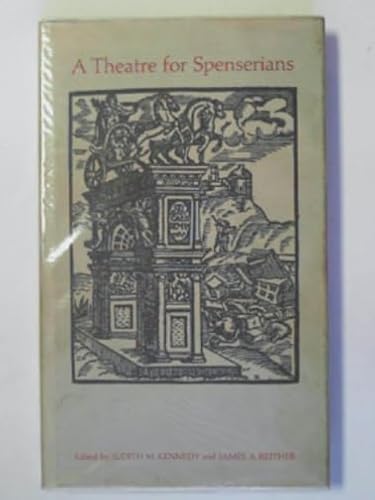 A Theatre for Spenserians
Edited by JUDITH M. KENNEDY and JAMES A. REITHER